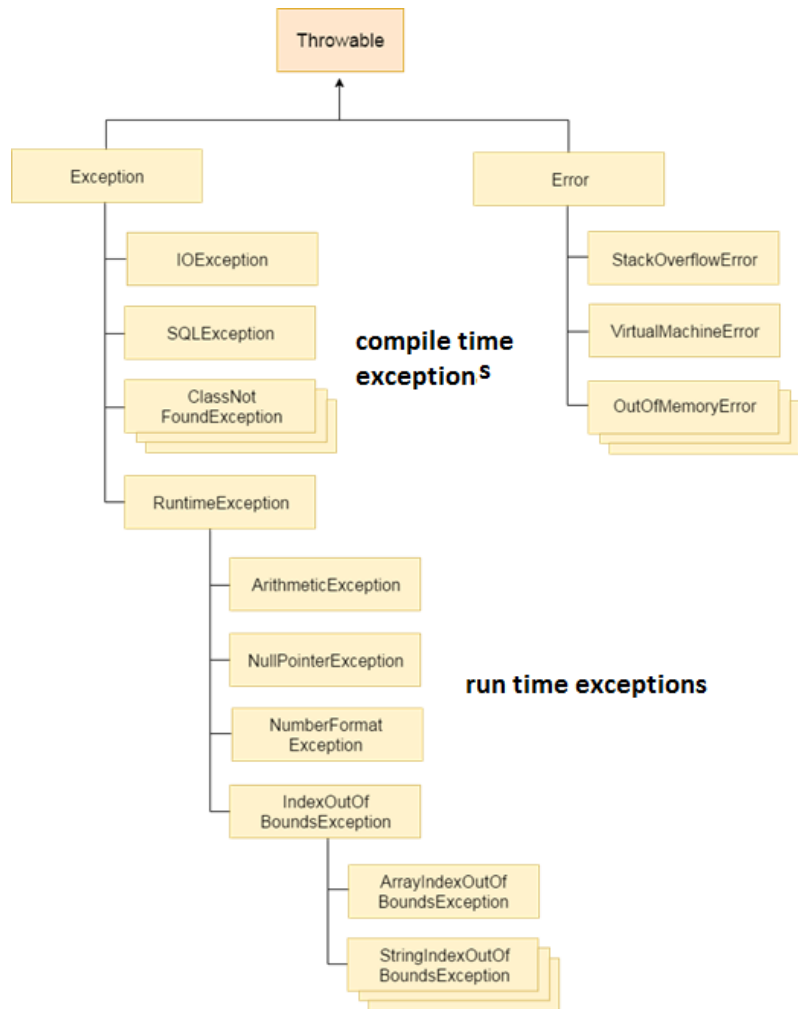 Throwable
Exception
Error
IOException
StackOverflowError
SQLException
VirtualMachineError
compile time
exceptions
ClassNot
FoundException
OutOfMemoryError
RuntimeException
ArithmeticException
NullPointerException
run time exceptions
NumberFormat
Exception
IndexOutOf
BoundsException
ArrayIndexOutOf
BoundsException
StringIndexOutOf
BoundsException